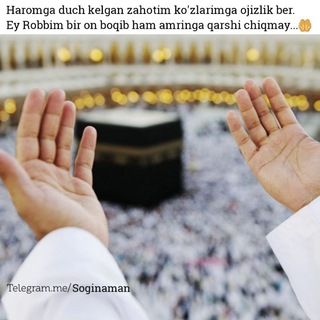 Haromga duch kelgan zahotim ko'zlarimga ojizlik ber.
Ey Robbim bir on boqib ham amringa qarshi chiqmay...🤲
Telegram.me/Soginaman